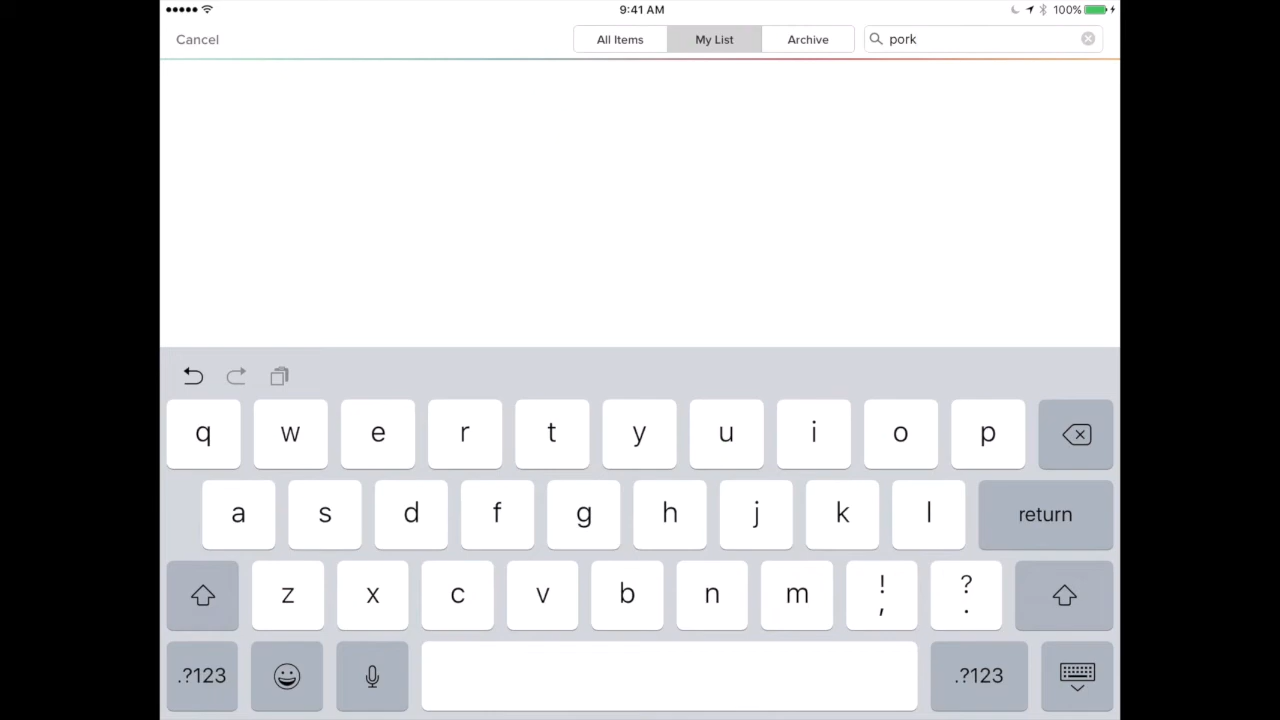 9:41 AM
100%
Cancel
All Items
My List
Archive
pork
q w e r t y u i o p
a s d f g h j k l return
z x c v b n m ! , ? .
.?123 .?123